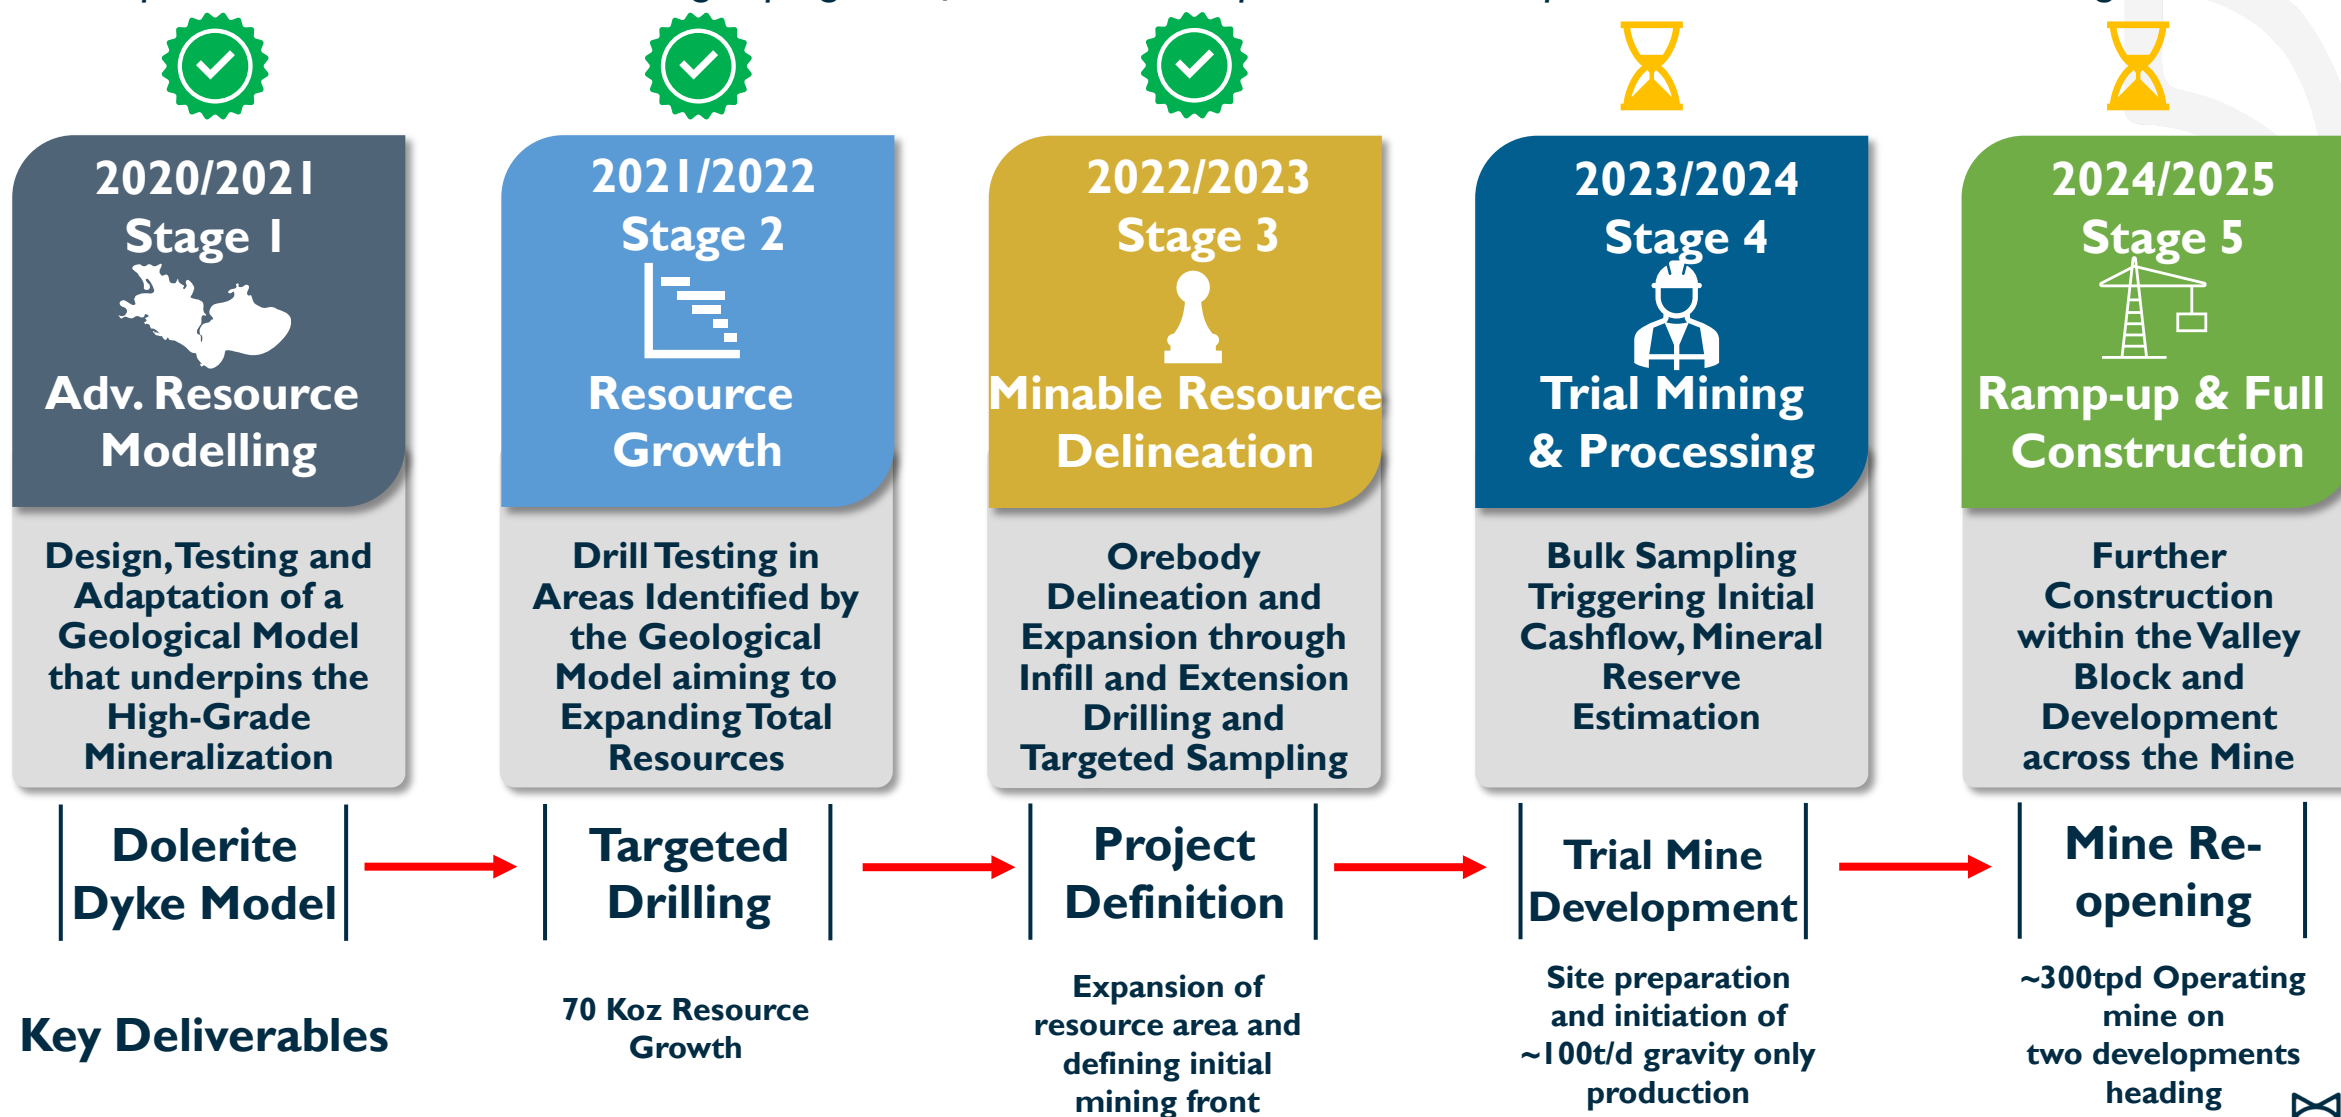 2020/2021
Stage 1
Adv. Resource
Modelling
Design, Testing and
Adaptation of a
Geological Model
that underpins the
High-Grade
Mineralization
2021/2022
Stage 2
Resource
Growth
Drill Testing in
Areas Identified by
the Geological
Model aiming to
Expanding Total
Resources
2022/2023
Stage 3
Minable Resource
Delineation
Orebody
Delineation and
Expansion through
Infill and Extension
Drilling and
Targeted Sampling
2023/2024
Stage 4
Trial Mining
& Processing
Bulk Sampling
Triggering Initial
Cashflow, Mineral
Reserve
Estimation
2024/2025
Stage 5
Ramp-up & Full
Construction
Further
Construction
within the Valley
Block and
Development
across the Mine
Dolerite
Dyke Model
Targeted
Drilling
Project
Definition
Trial Mine
Development
Mine Re-
opening
Key Deliverables
70 Koz Resource
Growth
Expansion of
resource area and
defining initial
mining front
Site preparation
and initiation of
~100t/d gravity only
production
~300tpd Operating
mine on
two developments
heading